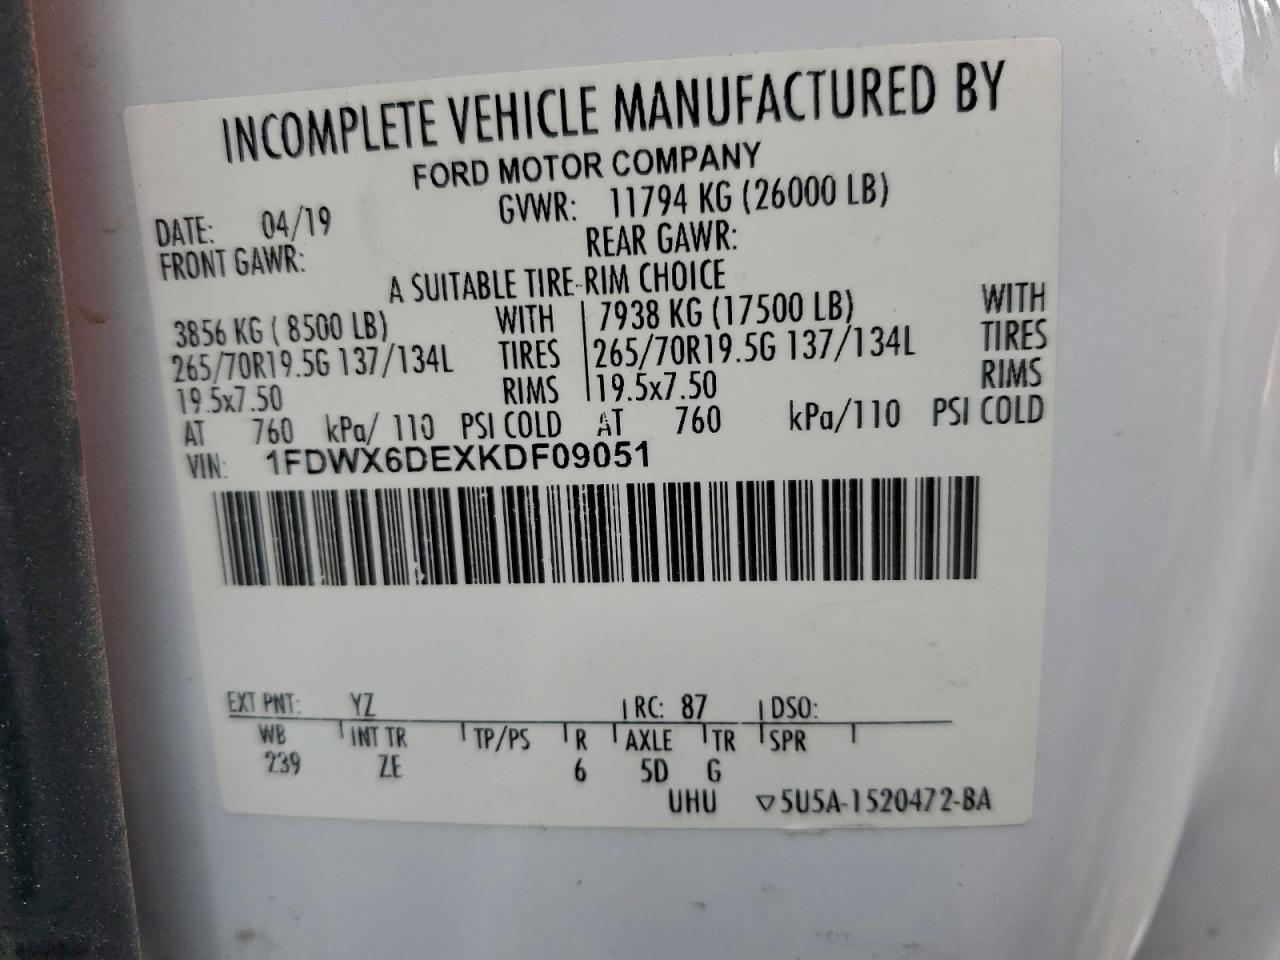 INCOMPLETE VEHICLE MANUFACTURED BY
FORD MOTOR COMPANY
DATE: 04/19 GVWR: 11794 KG (26000 LB)
FRONT GAWR: REAR GAWR:
A SUITABLE TIRE-RIM CHOICE
3856 KG ( 8500 LB) WITH 7938 KG (17500 LB) WITH
265/70R19.5G 137/134L TIRES 265/70R19.5G 137/134L TIRES
19.5x7.50 RIMS 19.5x7.50 RIMS
AT 760 kPa/ 110 PSI COLD AT 760 kPa/110 PSI COLD
VIN: 1FDWX6DEXKDF09051
EXT PNT: YZ RC: 87 DSO:
WB INT TR TP/PS R AXLE TR SPR
239 ZE 6 5D G
UHU ▽5U5A-1520472-BA